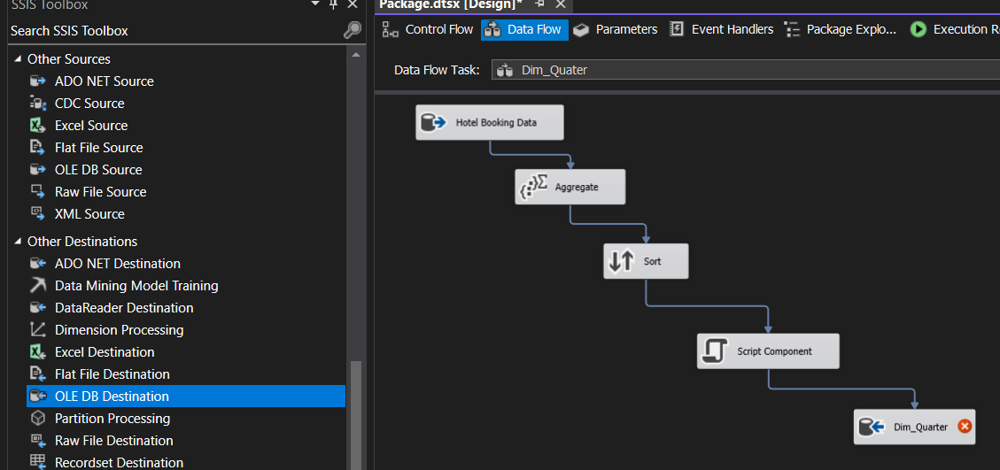 SSIS Toolbox
Search SSIS Toolbox
Other Sources
ADO NET Source
CDC Source
Excel Source
Flat File Source
OLE DB Source
Raw File Source
XML Source
Other Destinations
ADO NET Destination
Data Mining Model Training
DataReader Destination
Dimension Processing
Excel Destination
Flat File Destination
OLE DB Destination
Partition Processing
Raw File Destination
Recordset Destination
Package.dtsx [Design]*
Control Flow
Data Flow
Parameters
Event Handlers
Package Explo...
Execution R
Data Flow Task:
Dim_Quater
Hotel Booking Data
Aggregate
Sort
Script Component
Dim_Quarter